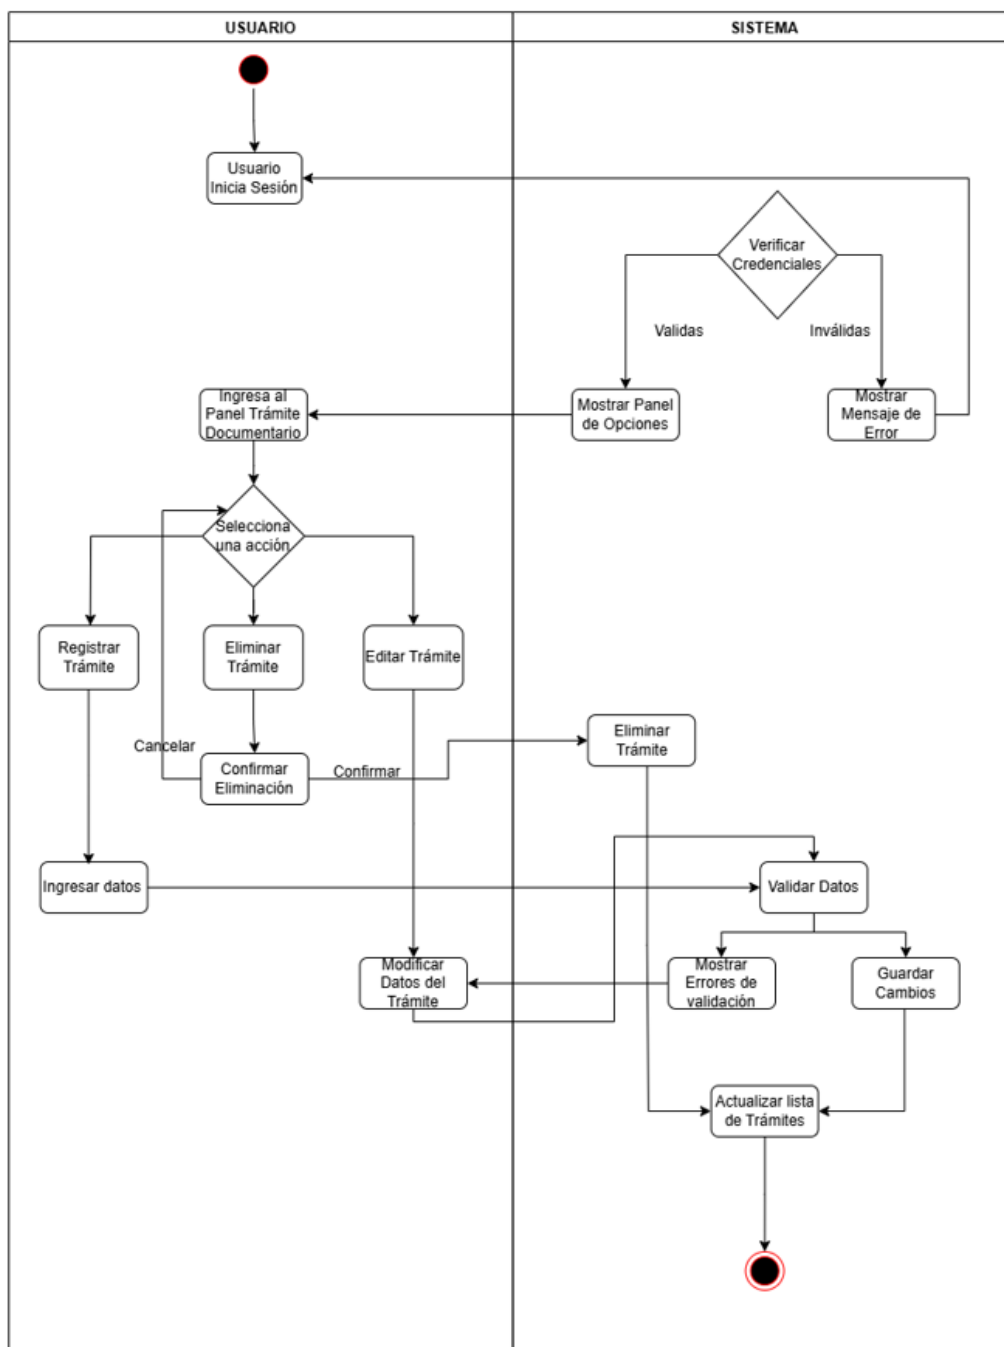 USUARIO
SISTEMA
Usuario
Inicia Sesión
Verificar
Credenciales
Validas
Inválidas
Ingresa al
Panel Trámite
Documentario
Mostrar Panel
de Opciones
Mostrar
Mensaje de
Error
Selecciona
una acción
Registrar
Trámite
Eliminar
Trámite
Editar Trámite
Eliminar
Trámite
Cancelar
Confirmar
Eliminación
Confirmar
Ingresar datos
Validar Datos
Modificar
Datos del
Trámite
Mostrar
Errores de
validación
Guardar
Cambios
Actualizar lista
de Trámites